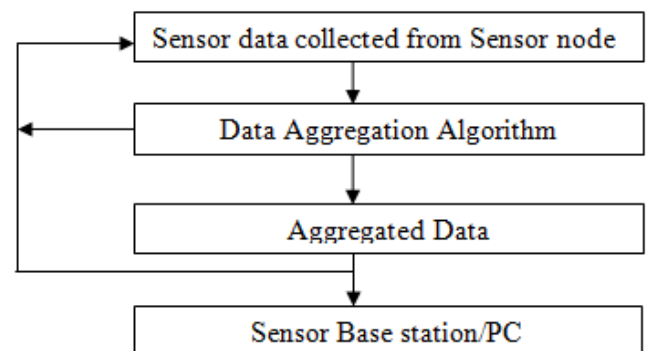 Sensor data collected from Sensor node
Data Aggregation Algorithm
Aggregated Data
Sensor Base station/PC